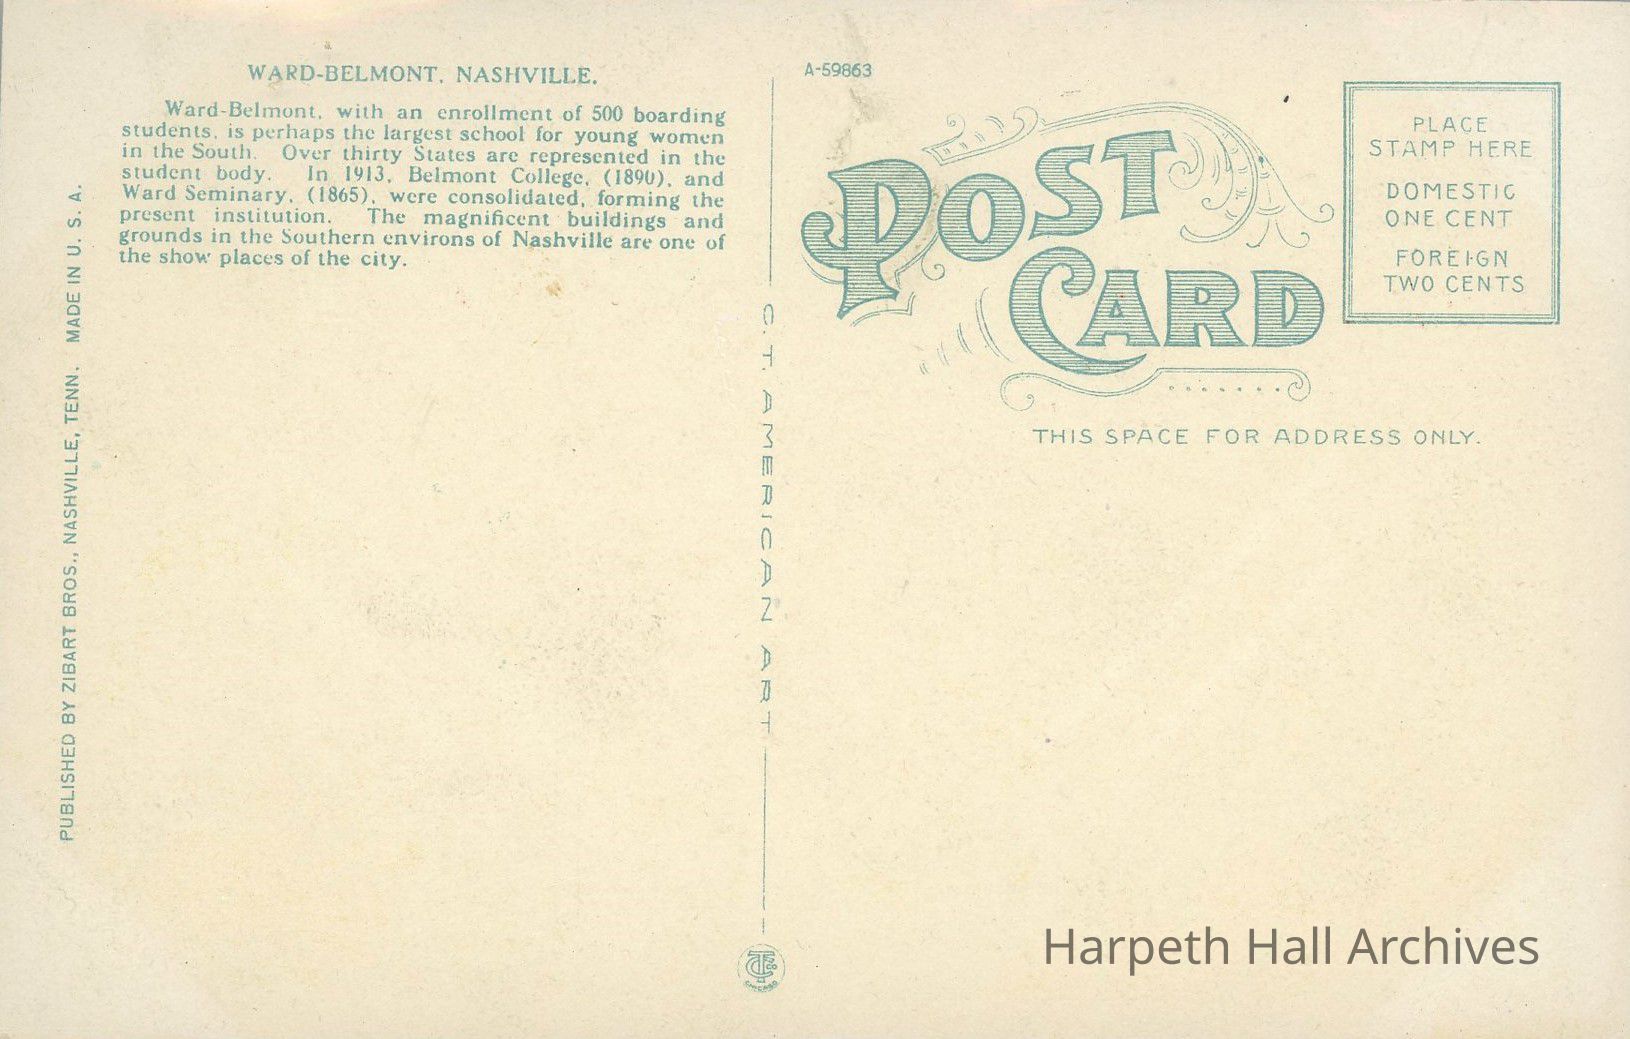 WARD-BELMONT, NASHVILLE.
Ward-Belmont, with an enrollment of 500 boarding
students, is perhaps the largest school for young women
in the South. Over thirty States are represented in the
student body. In 1913, Belmont College, (1890), and
Ward Seminary, (1865), were consolidated, forming the
present institution. The magnificent buildings and
grounds in the Southern environs of Nashville are one of
the show places of the city.
PUBLISHED BY ZIBART BROS., NASHVILLE, TENN. MADE IN U. S. A.
C.T. AMERICAN ART
CHICAGO
A-59863
POST
CARD
PLACE
STAMP HERE
DOMESTIC
ONE CENT
FOREIGN
TWO CENTS
THIS SPACE FOR ADDRESS ONLY.
Harpeth Hall Archives